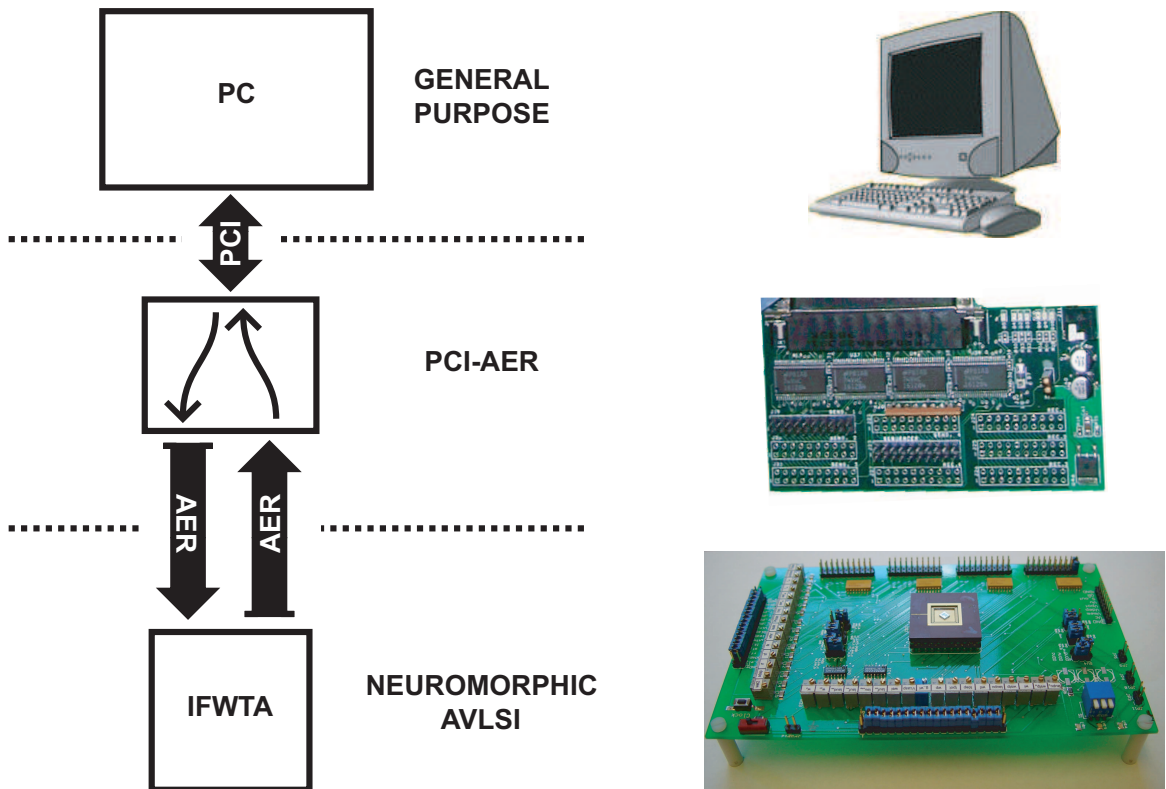 PC
GENERAL
PURPOSE
PCI
PCI-AER
AER
AER
IFWTA
NEUROMORPHIC
AVLSI